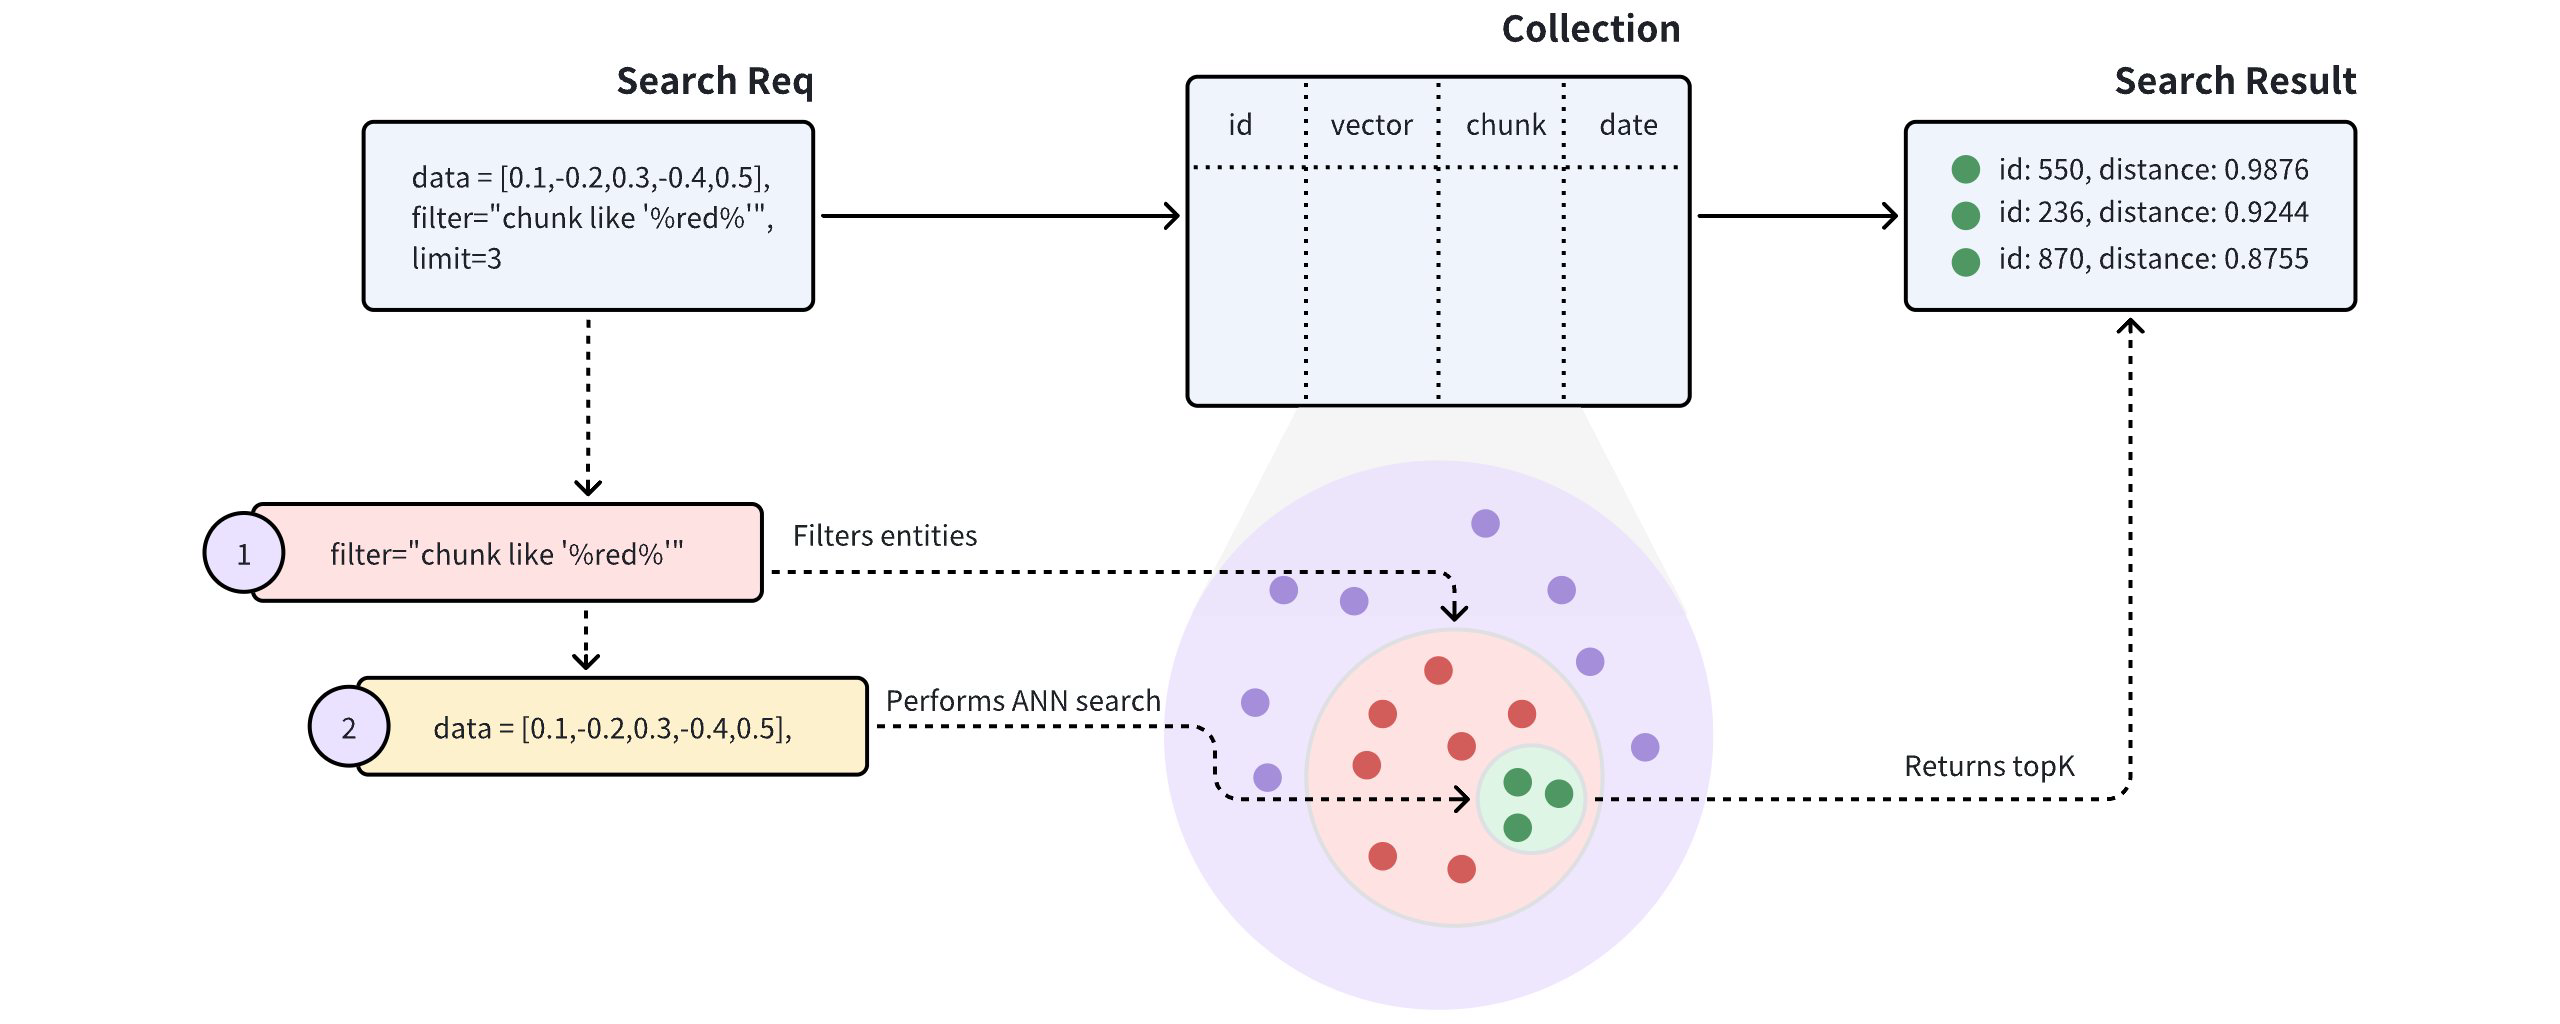 Collection
Search Req
Search Result
data = [0.1,-0.2,0.3,-0.4,0.5],
filter="chunk like '%red%'",
limit=3
id
vector
chunk
date
id: 550, distance: 0.9876
id: 236, distance: 0.9244
id: 870, distance: 0.8755
1
filter="chunk like '%red%'"
Filters entities
2
data = [0.1,-0.2,0.3,-0.4,0.5],
Performs ANN search
Returns topK